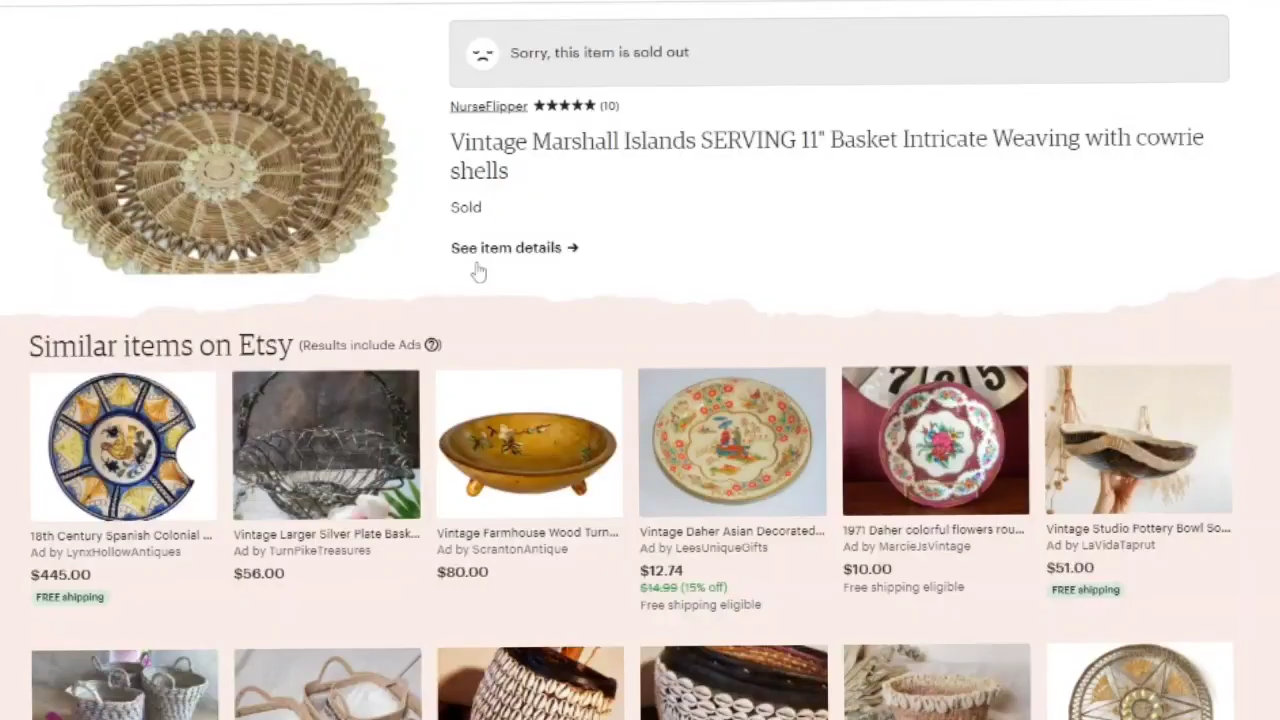 Sorry, this item is sold out
NurseFlipper ★★★★★ (10)
Vintage Marshall Islands SERVING 11" Basket Intricate Weaving with cowrie
shells
Sold
See item details →
Similar items on Etsy (Results include Ads ?)
7 6 5
18th Century Spanish Colonial ...
Ad by LynxHollowAntiques
$445.00
FREE shipping
Vintage Larger Silver Plate Bask...
Ad by TurnPikeTreasures
$56.00
Vintage Farmhouse Wood Turn...
Ad by ScrantonAntique
$80.00
Vintage Daher Asian Decorated...
Ad by LeesUniqueGifts
$12.74
$14.99 (15% off)
Free shipping eligible
1971 Daher colorful flowers rou...
Ad by MarcieJsVintage
$10.00
Free shipping eligible
Vintage Studio Pottery Bowl So...
Ad by LaVidaTaprut
$51.00
FREE shipping